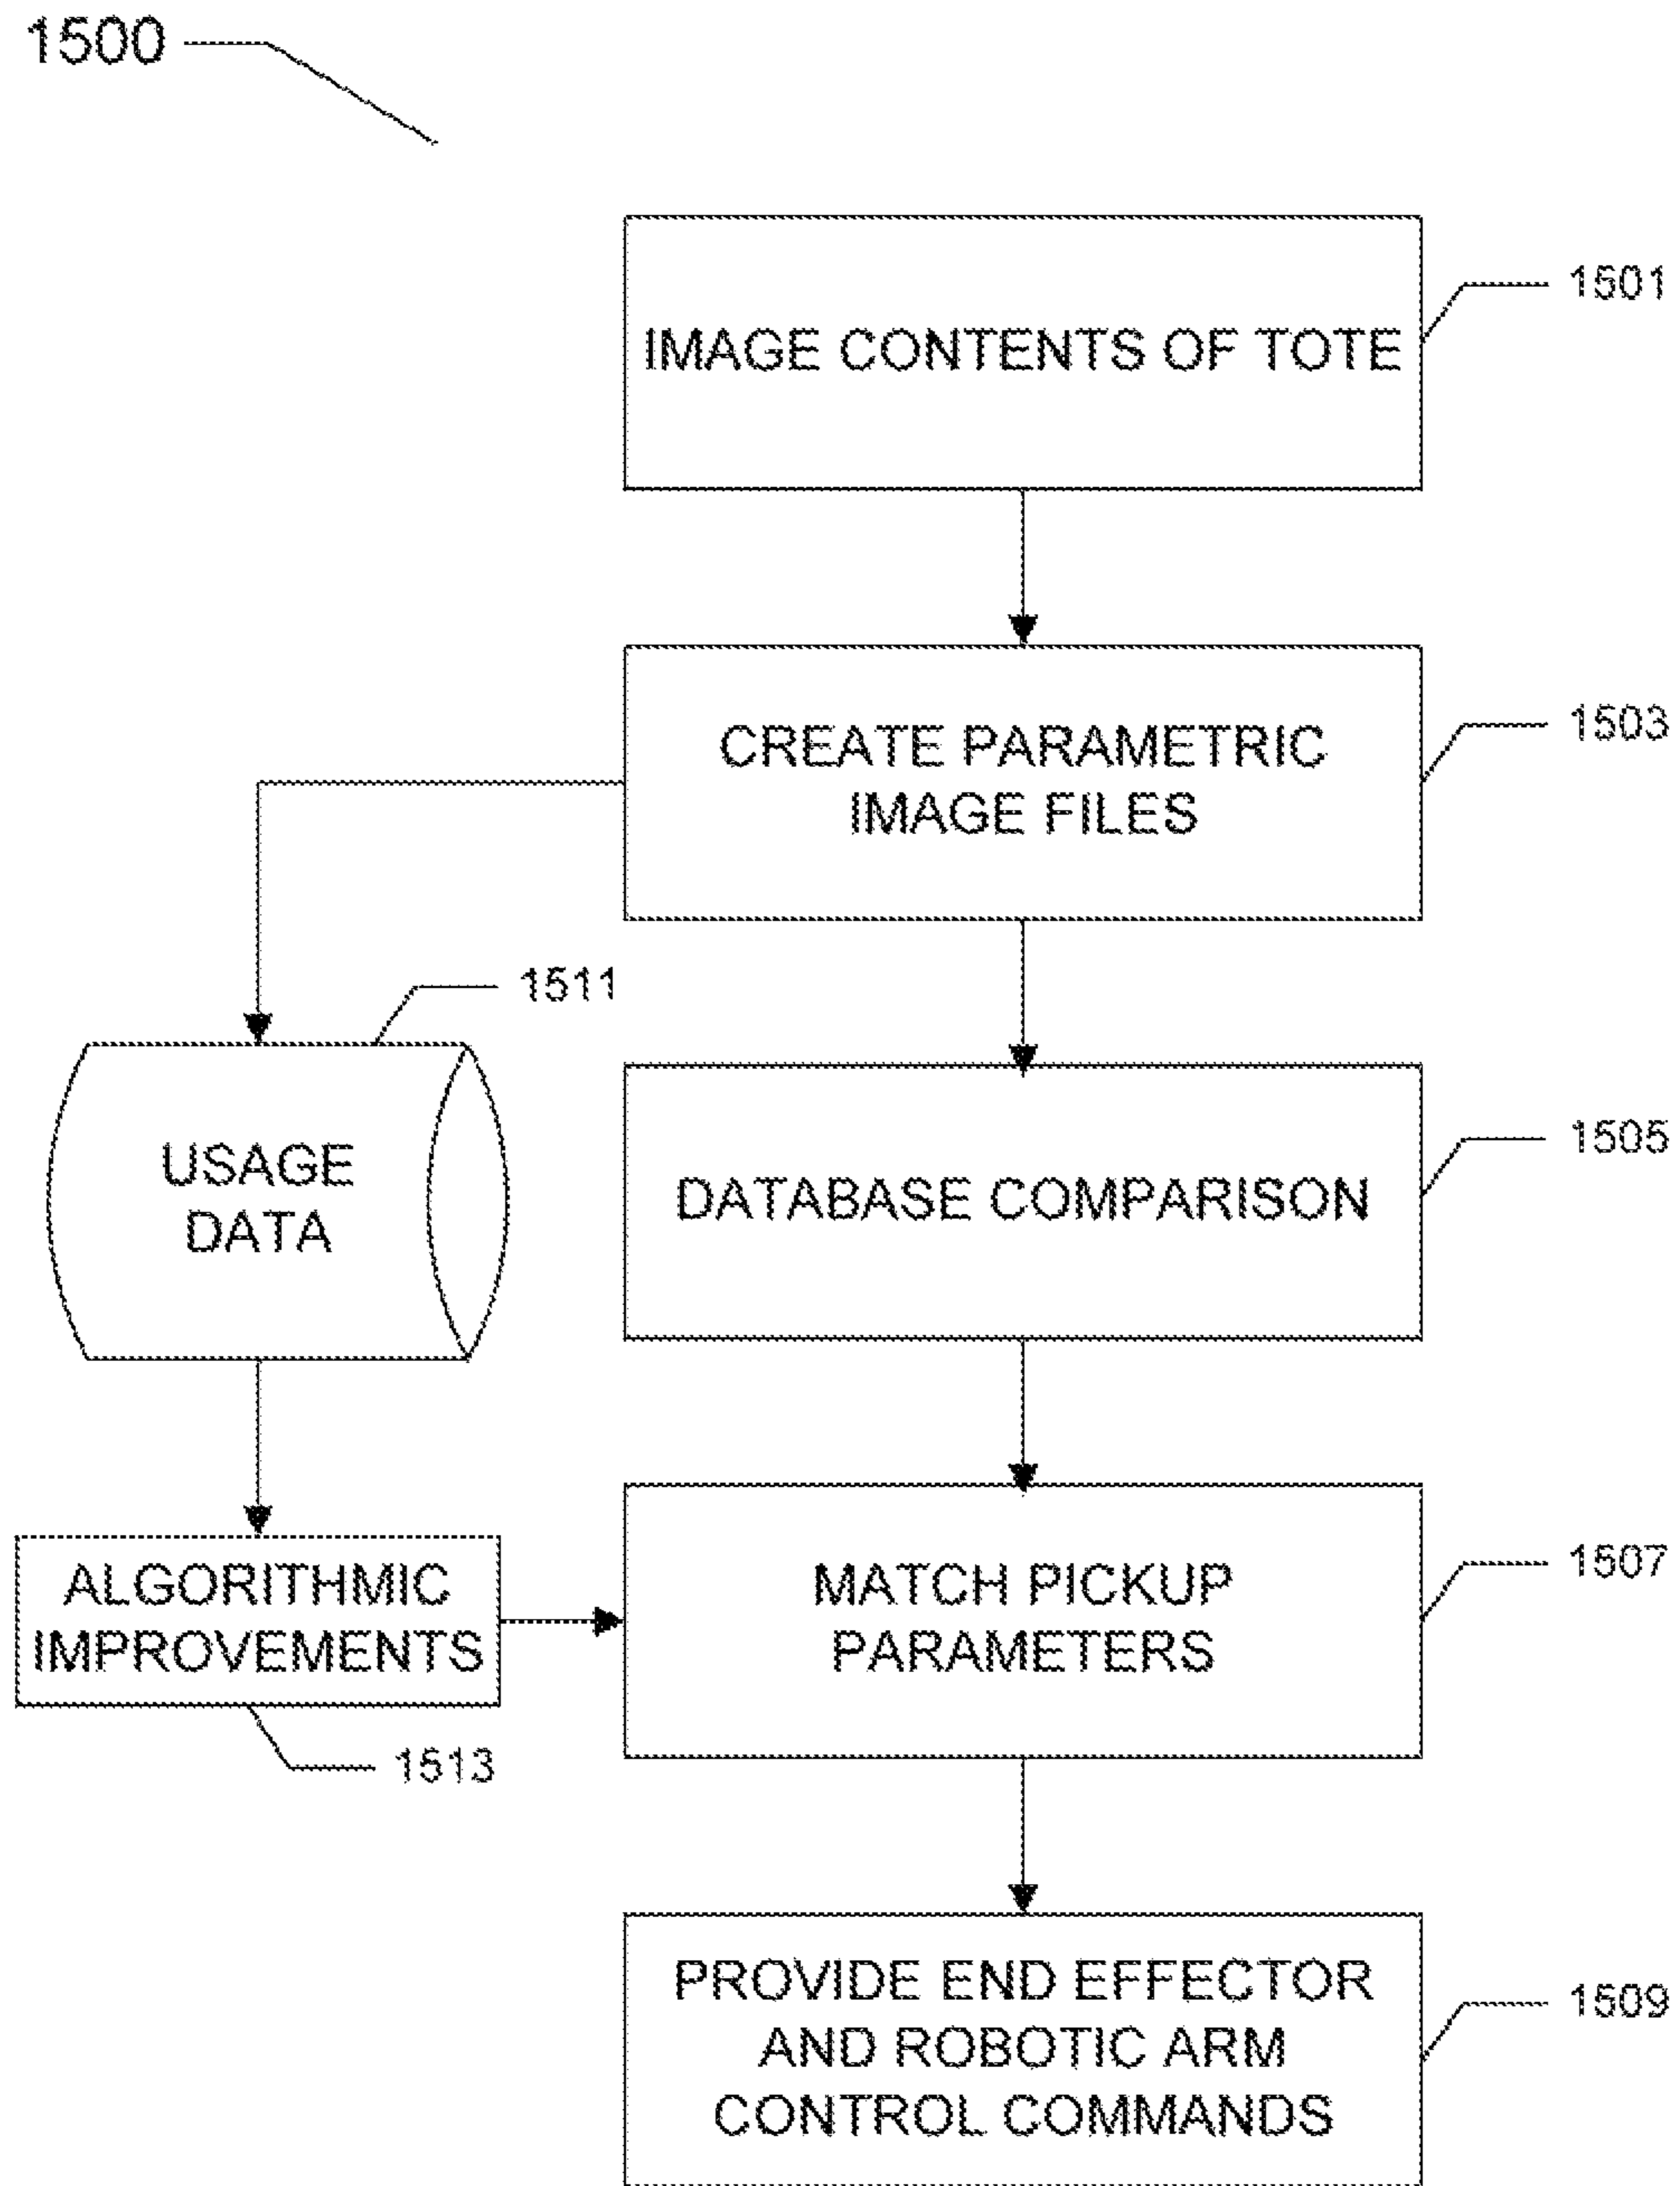 1500
IMAGE CONTENTS OF TOTE
1501
CREATE PARAMETRIC
IMAGE FILES
1503
1511
USAGE
DATA
DATABASE COMPARISON
1505
ALGORITHMIC
IMPROVEMENTS
1513
MATCH PICKUP
PARAMETERS
1507
PROVIDE END EFFECTOR
AND ROBOTIC ARM
CONTROL COMMANDS
1509